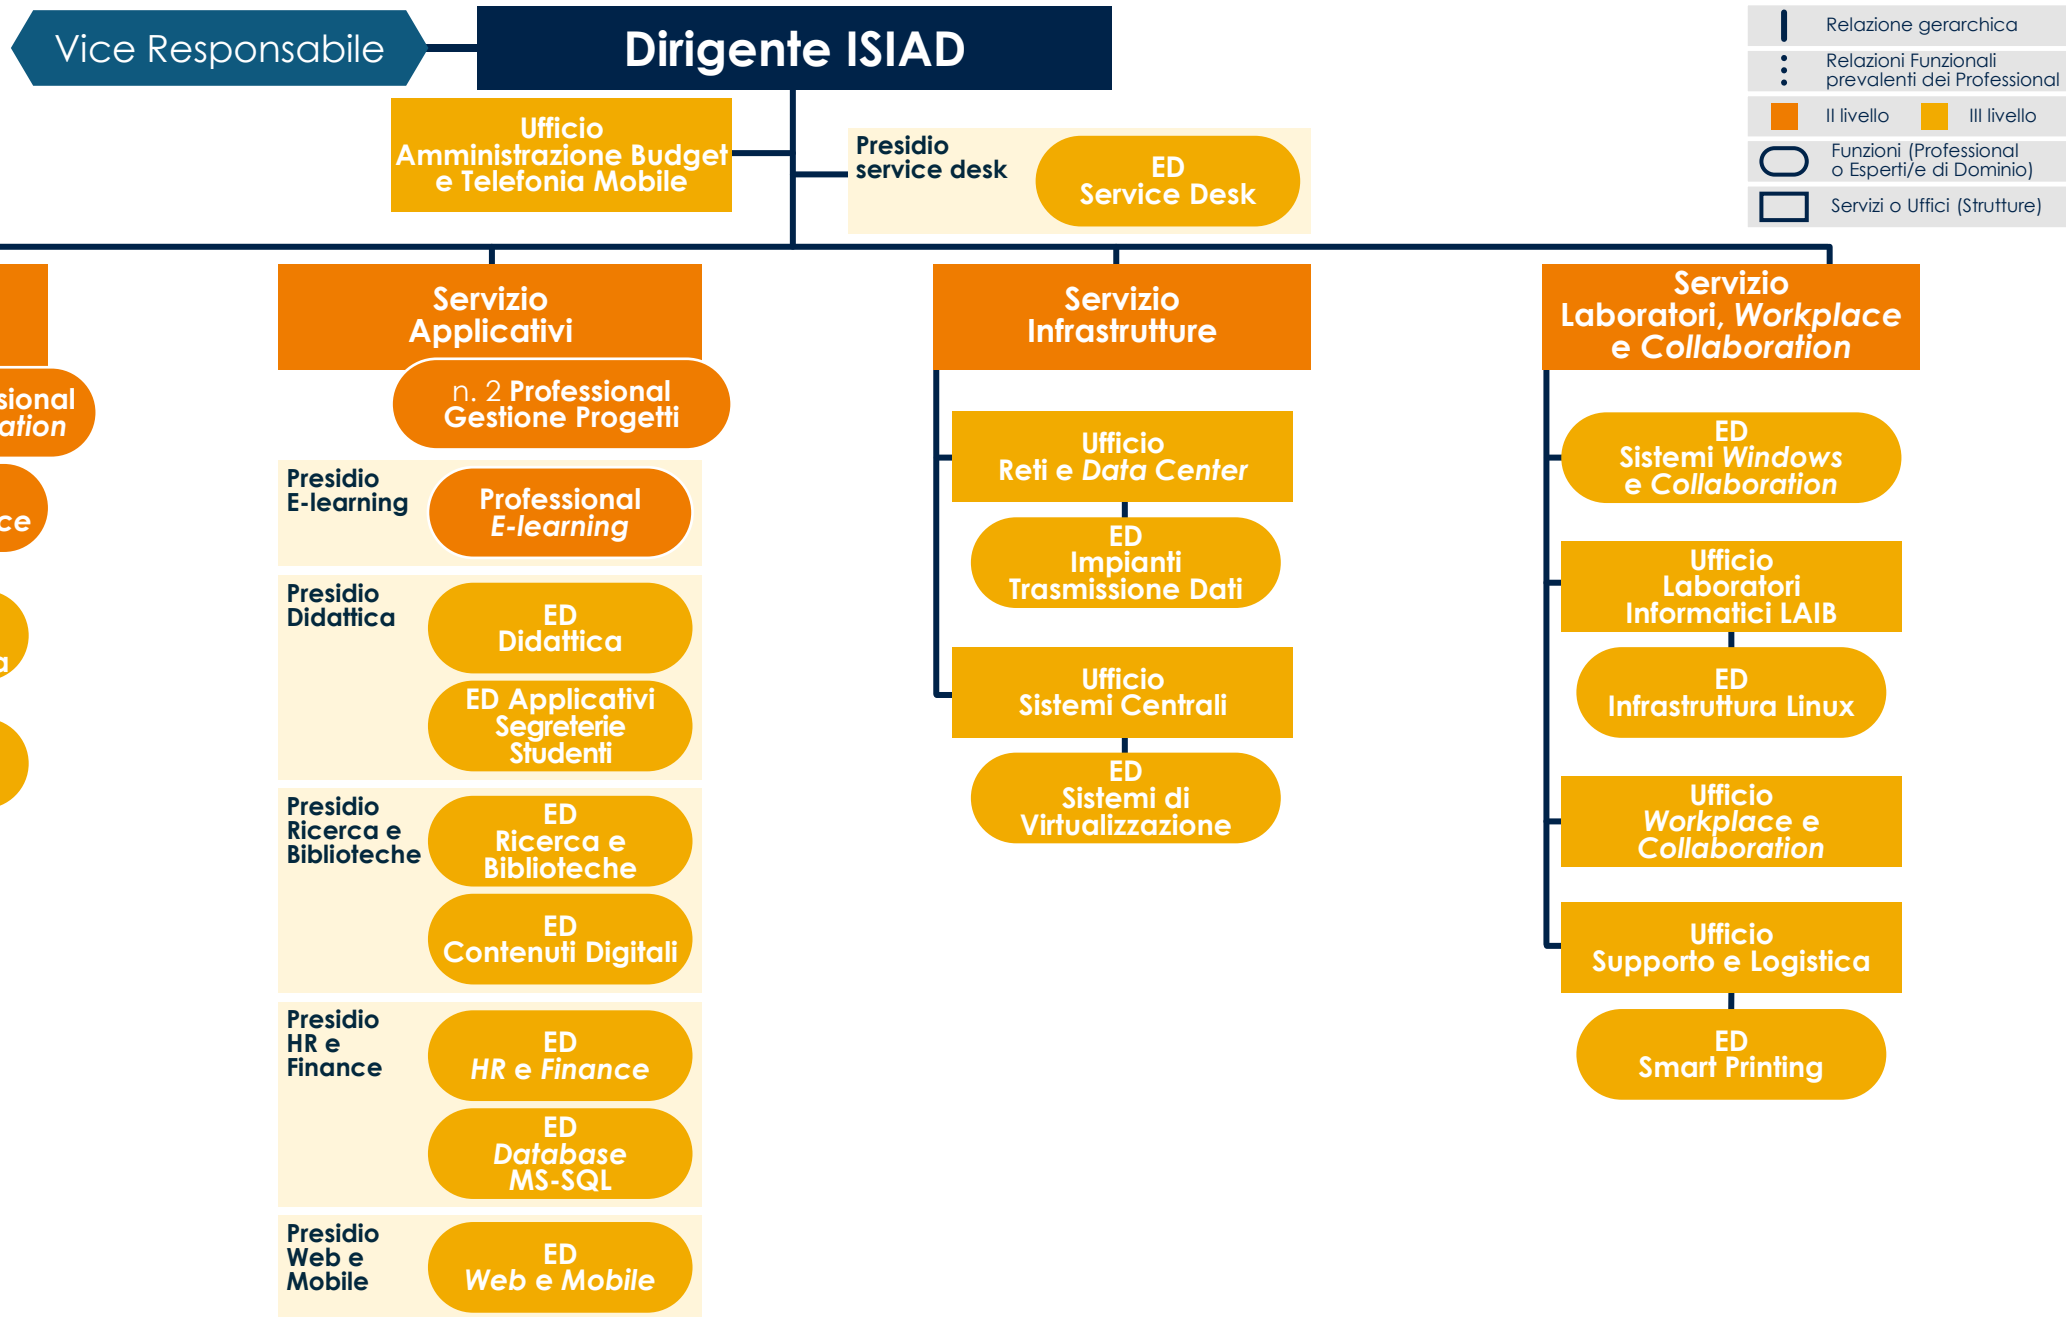 Vice Responsabile
Dirigente ISIAD
Relazione gerarchica
Relazioni Funzionali
prevalenti dei Professional
II livello
III livello
Funzioni (Professional
o Esperti/e di Dominio)
Servizi o Uffici (Strutture)
Ufficio
Amministrazione Budget
e Telefonia Mobile
Presidio
service desk
ED
Service Desk
Servizio
Applicativi
n. 2 Professional
Gestione Progetti
Presidio
E-learning
Professional
E-learning
Presidio
Didattica
ED
Didattica
ED Applicativi
Segreterie
Studenti
Presidio
Ricerca e
Biblioteche
ED
Ricerca e
Biblioteche
ED
Contenuti Digitali
Presidio
HR e
Finance
ED
HR e Finance
ED
Database
MS-SQL
Presidio
Web e
Mobile
ED
Web e Mobile
Servizio
Infrastrutture
Ufficio
Reti e Data Center
ED
Impianti
Trasmissione Dati
Ufficio
Sistemi Centrali
ED
Sistemi di
Virtualizzazione
Servizio
Laboratori, Workplace
e Collaboration
ED
Sistemi Windows
e Collaboration
Ufficio
Laboratori
Informatici LAIB
ED
Infrastruttura Linux
Ufficio
Workplace e
Collaboration
Ufficio
Supporto e Logistica
ED
Smart Printing